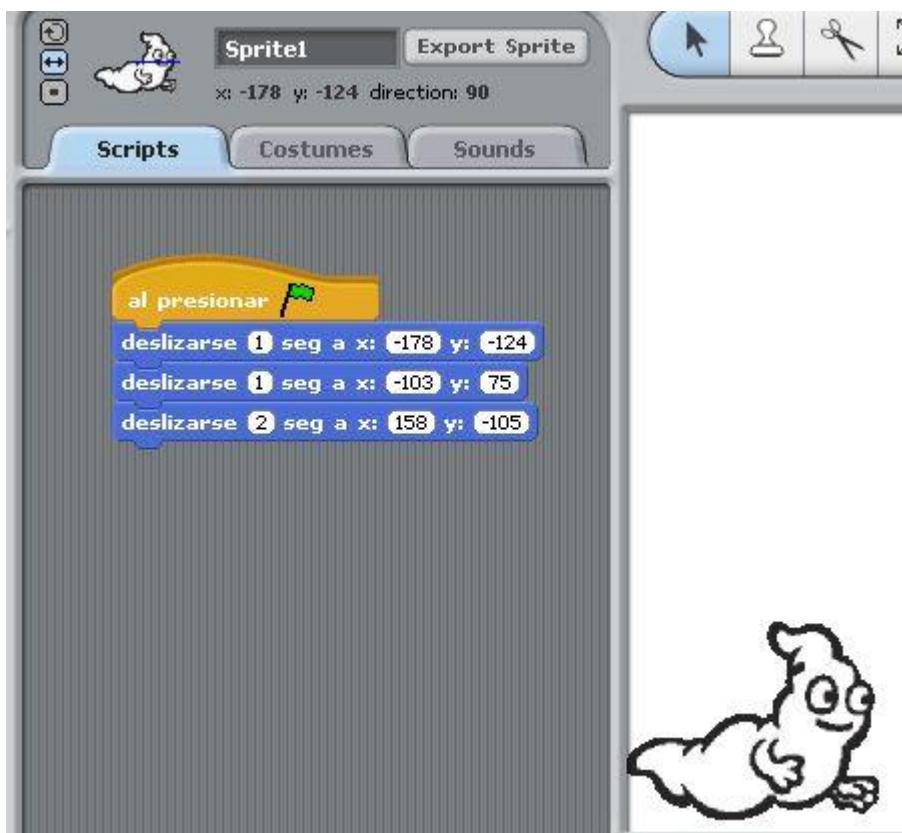 Sprite1 Export Sprite
x: -178 y: -124 direction: 90
Scripts Costumes Sounds
al presionar
deslizarse 1 seg a x: -178 y: -124
deslizarse 1 seg a x: -103 y: 75
deslizarse 2 seg a x: 158 y: -105